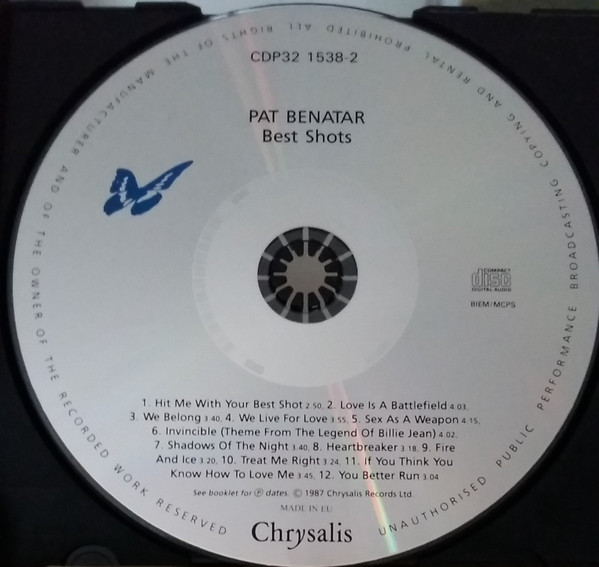 CDP32 1538-2
PAT BENATAR
Best Shots
COMPACT
disc
DIGITAL AUDIO
BIEM/MCPS
1. Hit Me With Your Best Shot 2.50, 2. Love Is A Battlefield 4.03,
3. We Belong 3.40, 4. We Live For Love 3.55, 5. Sex As A Weapon 4.15,
6. Invincible (Theme From The Legend Of Billie Jean) 4.02,
7. Shadows Of The Night 3.40, 8. Heartbreaker 3.18, 9. Fire
And Ice 3.20, 10. Treat Me Right 3.24, 11. If You Think You
Know How To Love Me 3.45, 12. You Better Run 3.04
See booklet for ℗ dates. © 1987 Chrysalis Records Ltd.
MADE IN EU
Chrysalis
ALL RIGHTS OF THE MANUFACTURER AND OF THE OWNER OF THE RECORDED WORK RESERVED
UNAUTHORISED PUBLIC PERFORMANCE BROADCASTING COPYING AND RENTAL PROHIBITED